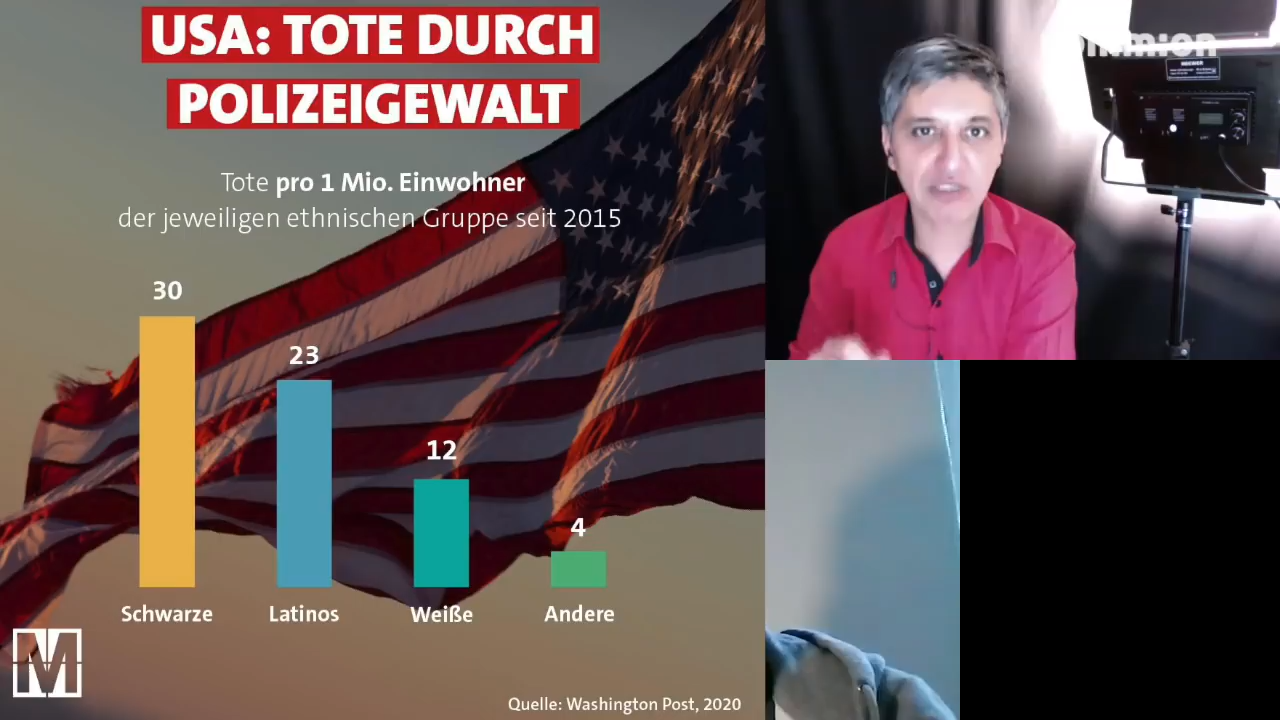 USA: TOTE DURCH
POLIZEIGEWALT
Tote pro 1 Mio. Einwohner
der jeweiligen ethnischen Gruppe seit 2015
30
23
12
4
Schwarze
Latinos
Weiße
Andere
M
Quelle: Washington Post, 2020
NEEWER